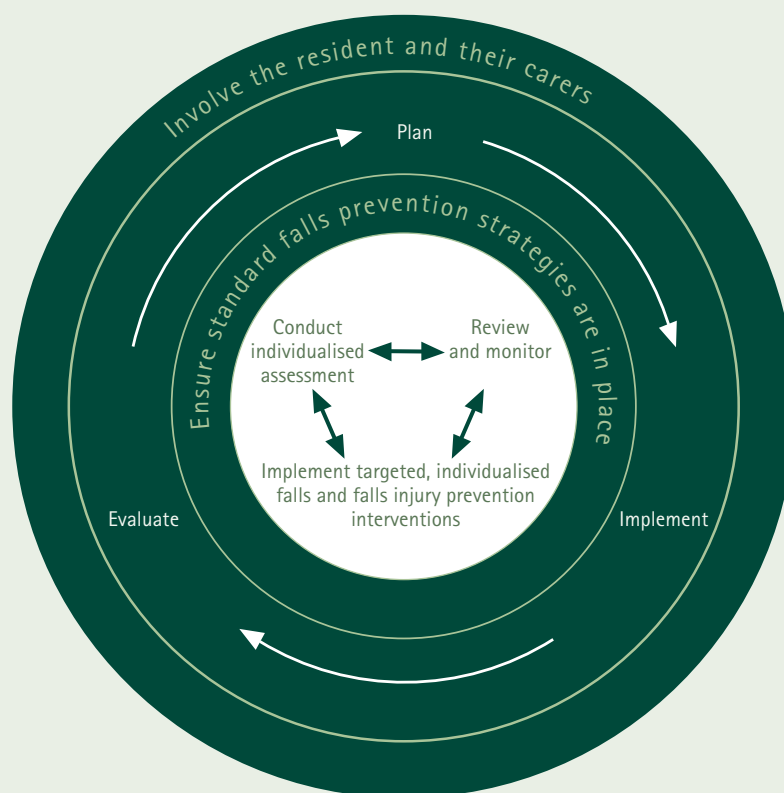 Involve the resident and their carers
Plan
Ensure standard falls prevention strategies are in place
Conduct
individualised
assessment
Review
and monitor
Implement targeted, individualised
falls and falls injury prevention
interventions
Evaluate
Implement